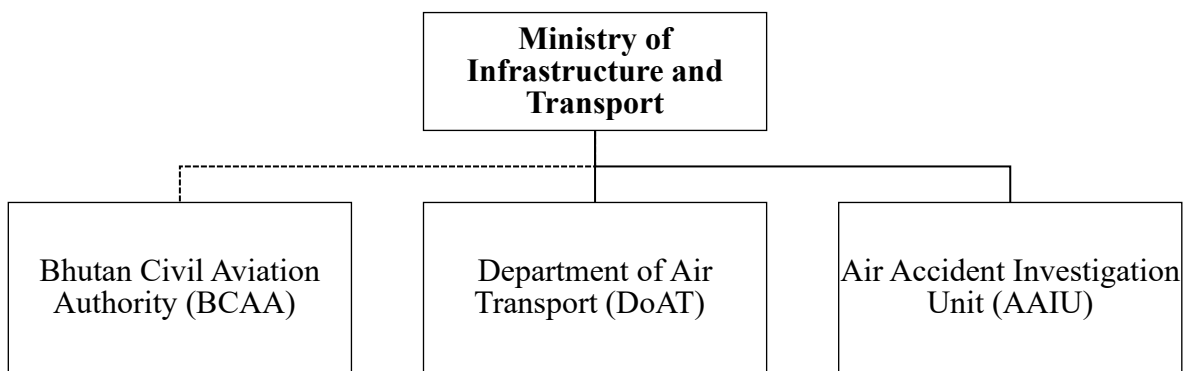 Ministry of
Infrastructure and
Transport
Bhutan Civil Aviation
Authority (BCAA)
Department of Air
Transport (DoAT)
Air Accident Investigation
Unit (AAIU)